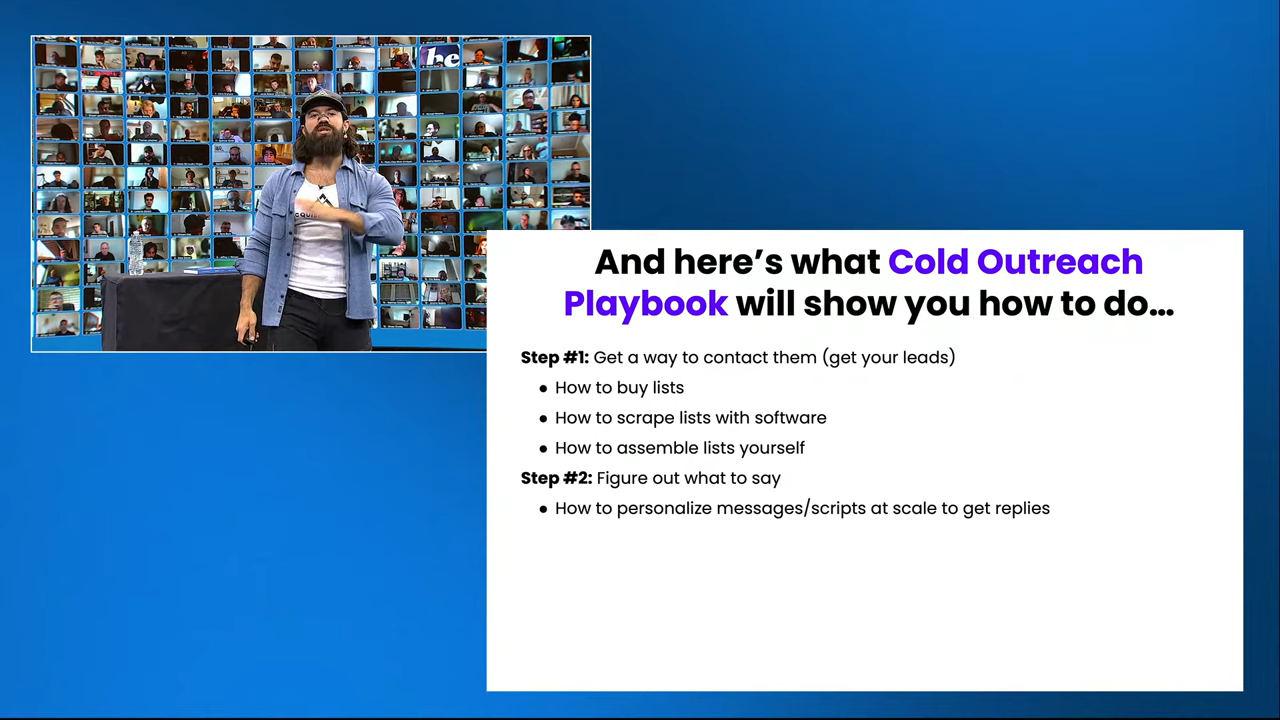 be
And here's what Cold Outreach
Playbook will show you how to do...
Step #1: Get a way to contact them (get your leads)
● How to buy lists
● How to scrape lists with software
● How to assemble lists yourself
Step #2: Figure out what to say
● How to personalize messages/scripts at scale to get replies